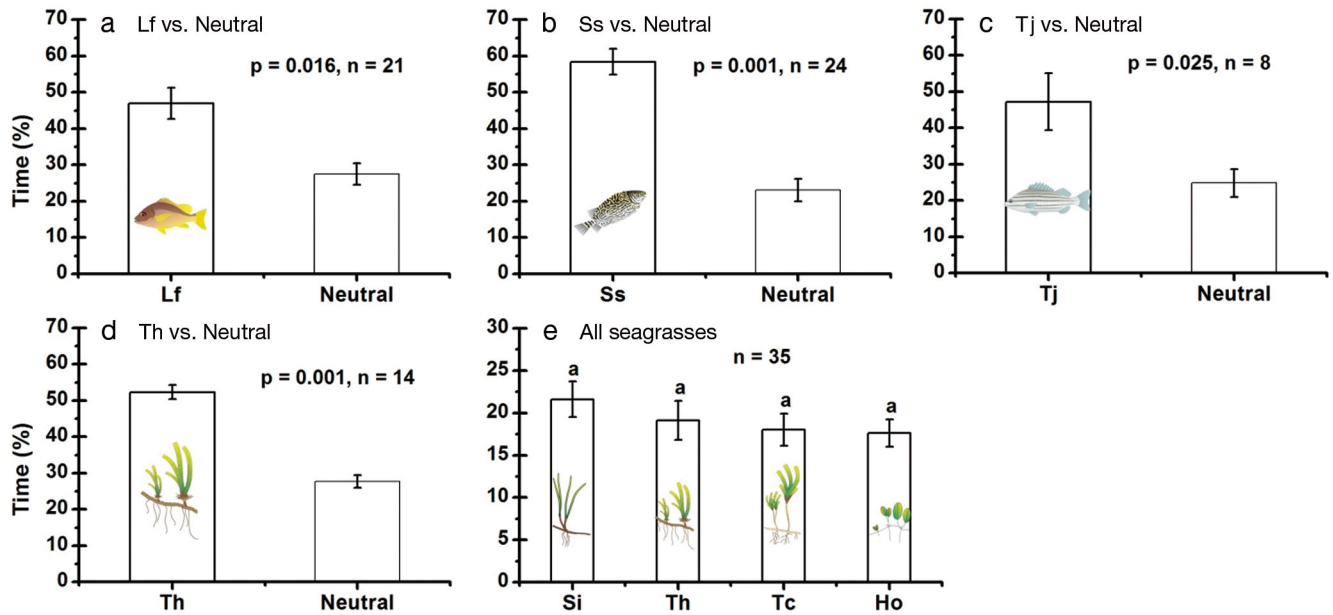 a Lf vs. Neutral
p = 0.016, n = 21
Time (%)
70
60
50
40
30
20
10
0
Lf Neutral
b Ss vs. Neutral
p = 0.001, n = 24
70
60
50
40
30
20
10
0
Ss Neutral
c Tj vs. Neutral
p = 0.025, n = 8
70
60
50
40
30
20
10
0
Tj Neutral
d Th vs. Neutral
p = 0.001, n = 14
Time (%)
70
60
50
40
30
20
10
0
Th Neutral
e All seagrasses
n = 35
30
25
20
15
10
5
0
a a a a
Si Th Tc Ho